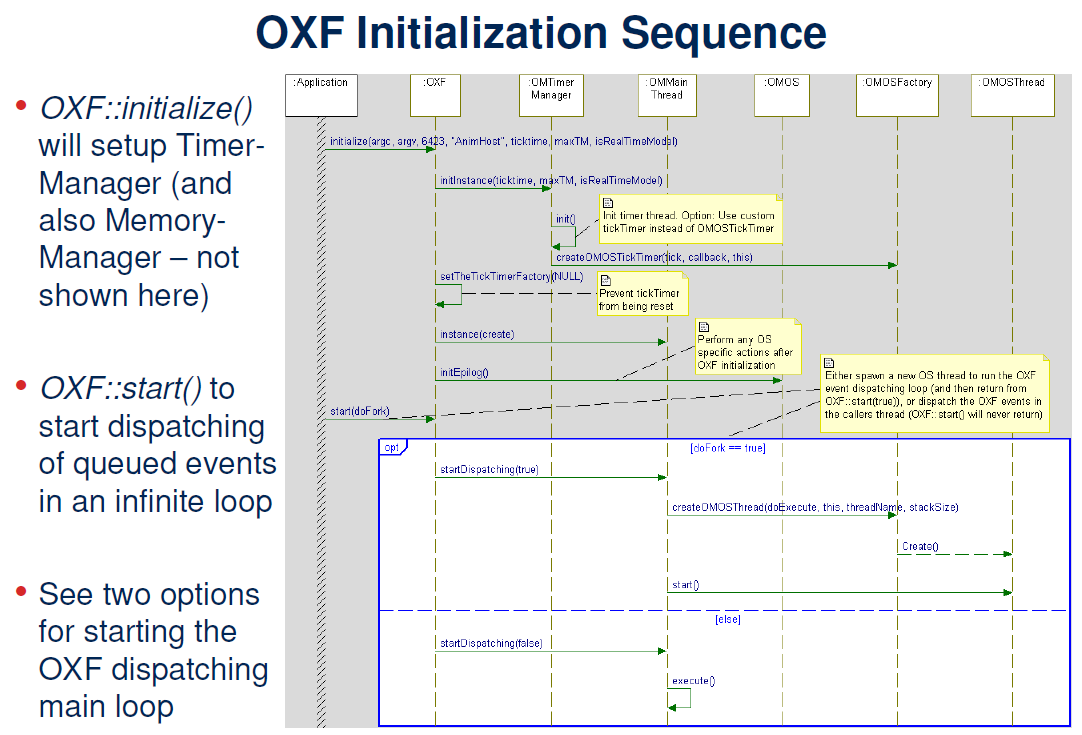 OXF Initialization Sequence
• OXF::initialize()
will setup Timer-
Manager (and
also Memory-
Manager – not
shown here)
• OXF::start() to
start dispatching
of queued events
in an infinite loop
• See two options
for starting the
OXF dispatching
main loop
:Application
:OXF
:OMTimer
Manager
:OMMain
Thread
:OMOS
:OMOSFactory
:OMOSThread
initialize(argc, argv, 6423, "AnimHost", ticktime, maxTM, isRealTimeModel)
initInstance(ticktime, maxTM, isRealTimeModel)
init()
Init timer thread. Option: Use custom
tickTimer instead of OMOSTickTimer
createOMOSTickTimer(tick, callback, this)
setTheTickTimerFactory(NULL)
Prevent tickTimer
from being reset
instance(create)
Perform any OS
specific actions after
OXF initialization
initEpilog()
Either spawn a new OS thread to run the OXF
event dispatching loop (and then return from
OXF::start(true)), or dispatch the OXF events in
the callers thread (OXF::start() will never return)
start(doFork)
opt
[doFork == true]
startDispatching(true)
createOMOSThread(doExecute, this, threadName, stackSize)
Create()
start()
[else]
startDispatching(false)
execute()